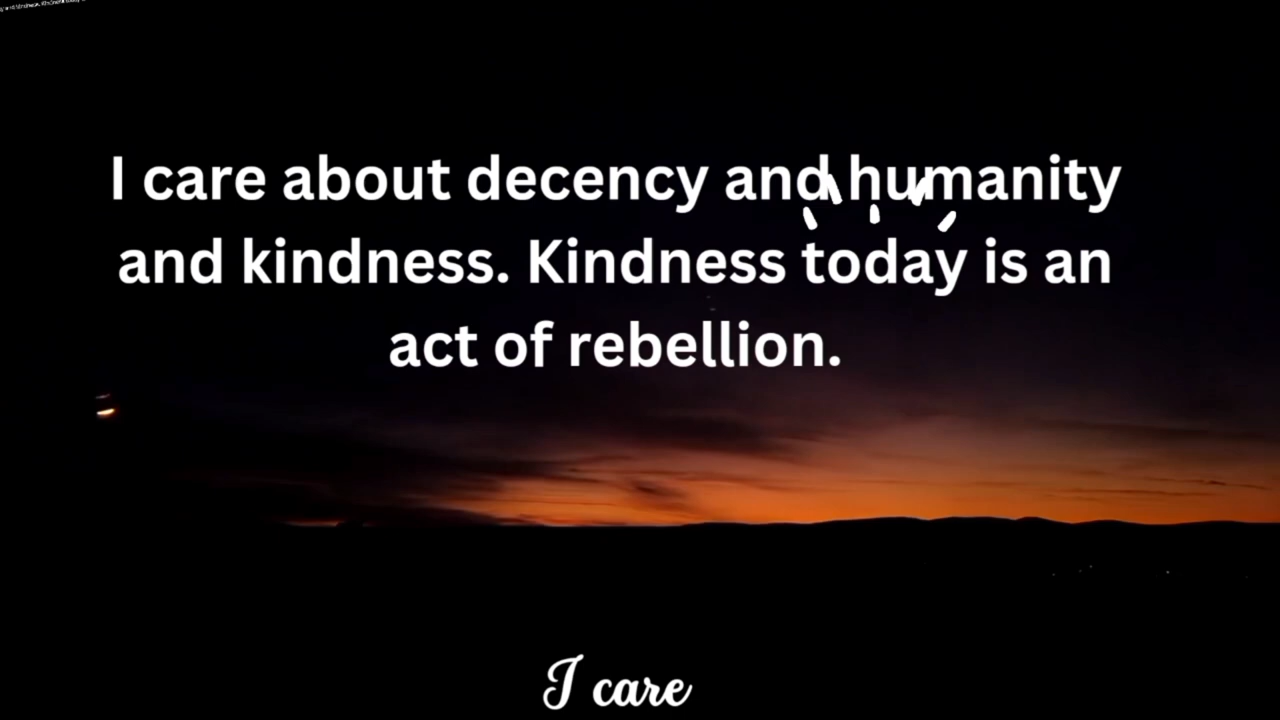 I care about decency and humanity
and kindness. Kindness today is an
act of rebellion.
I care